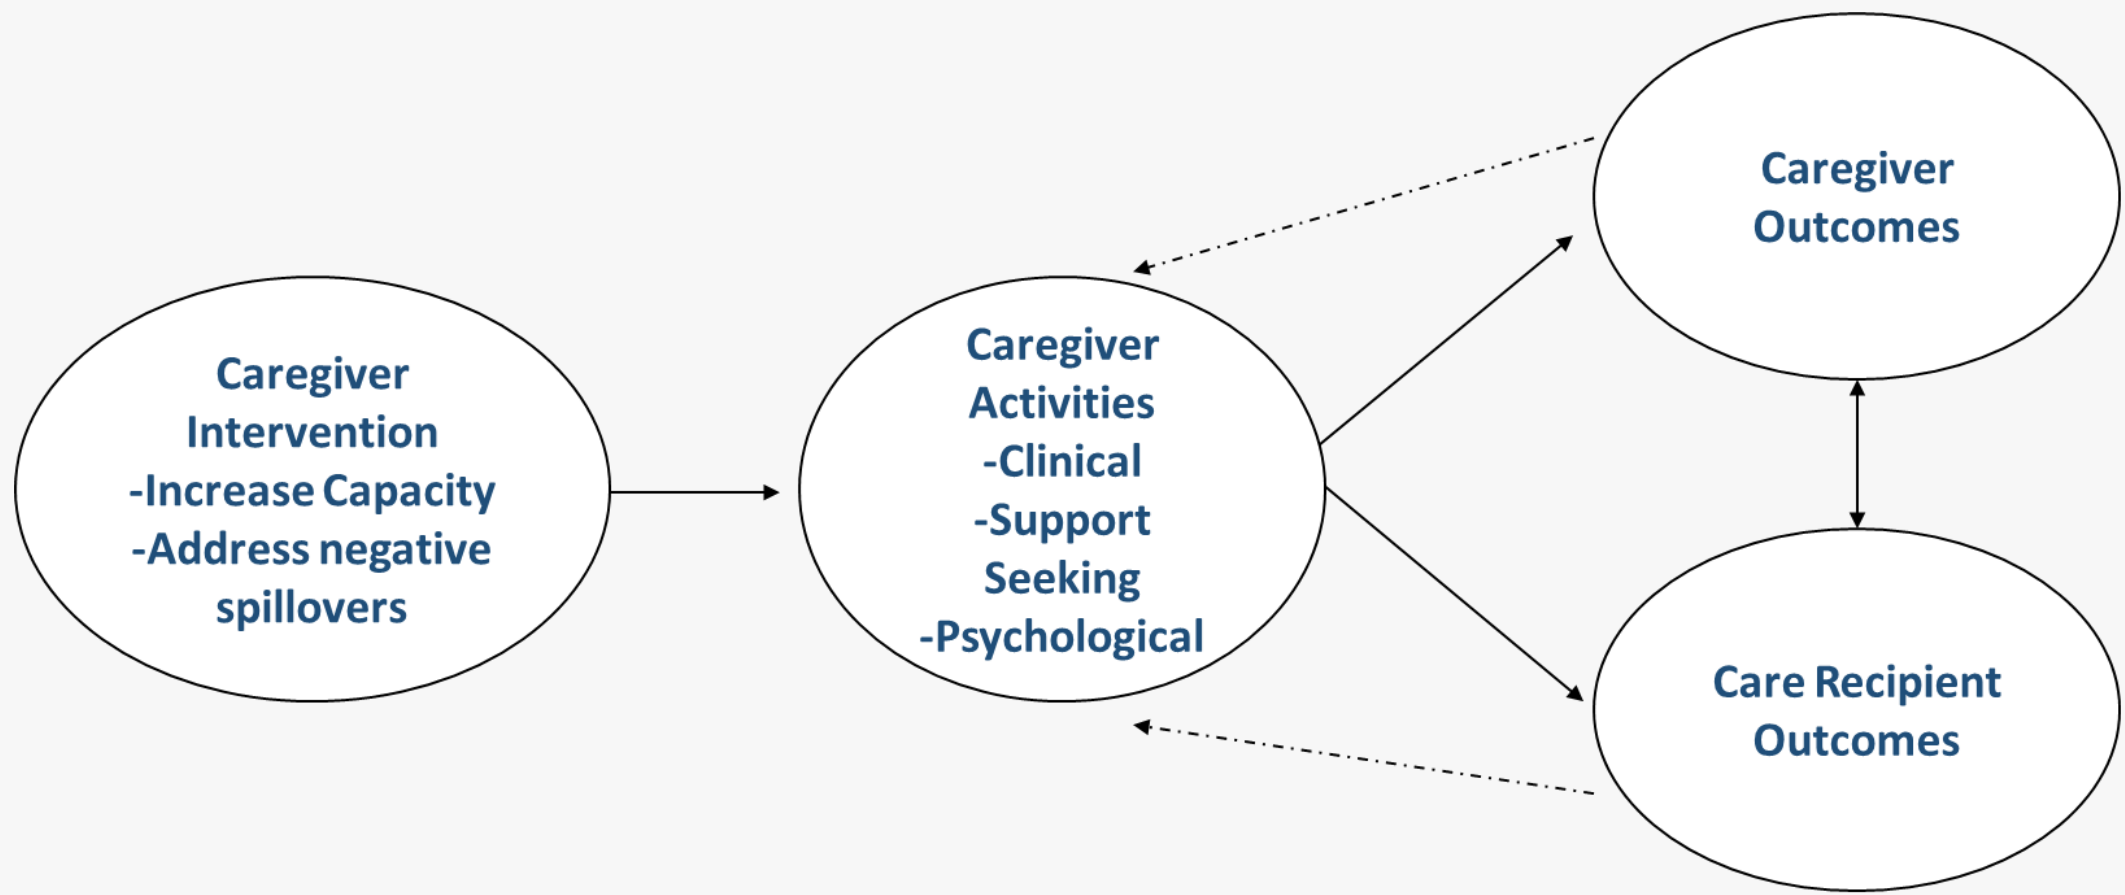 Caregiver
Intervention
-Increase Capacity
-Address negative
spillovers
Caregiver
Activities
-Clinical
-Support
Seeking
-Psychological
Caregiver
Outcomes
Care Recipient
Outcomes